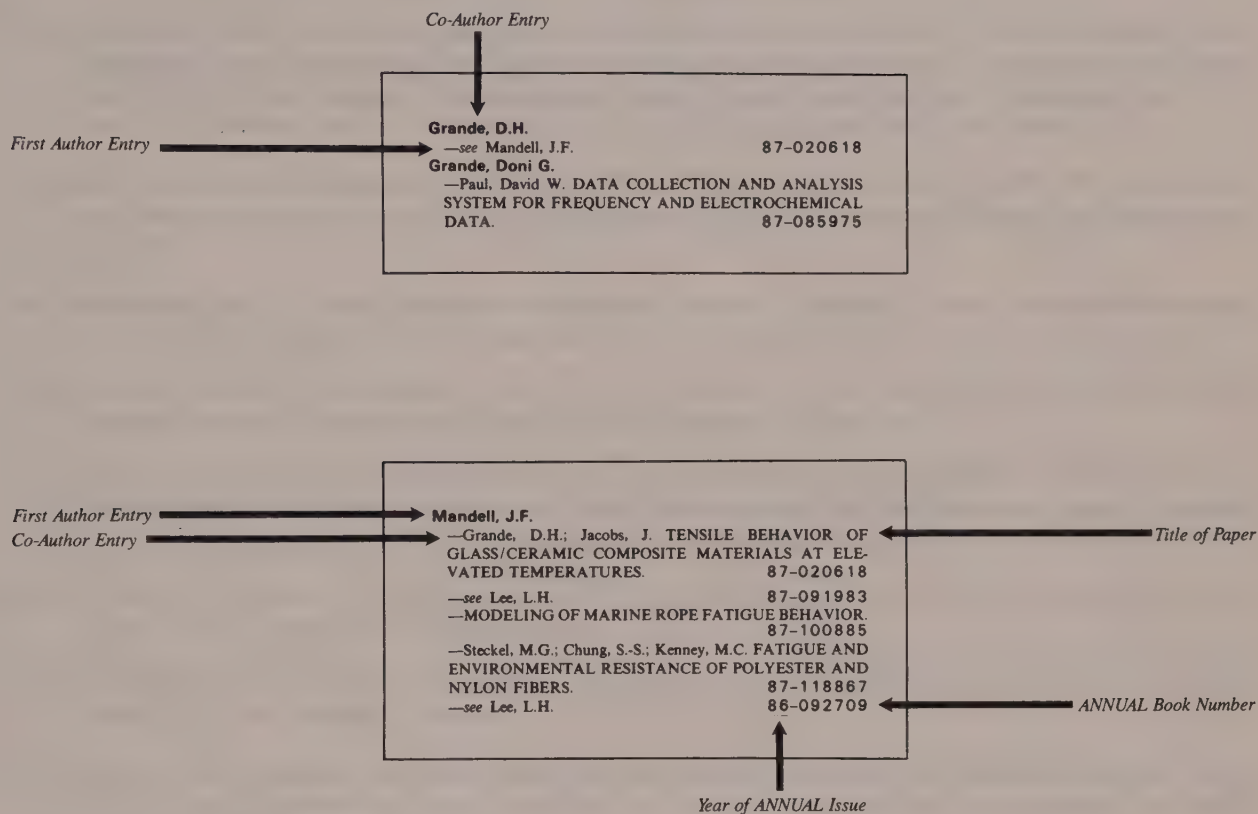 Co-Author Entry
Grande, D.H.
First Author Entry
—see Mandell, J.F. 87-020618
Grande, Doni G.
—Paul, David W. DATA COLLECTION AND ANALYSIS
SYSTEM FOR FREQUENCY AND ELECTROCHEMICAL
DATA. 87-085975
First Author Entry
Mandell, J.F.
Co-Author Entry
—Grande, D.H.; Jacobs, J. TENSILE BEHAVIOR OF
Title of Paper
GLASS/CERAMIC COMPOSITE MATERIALS AT ELE-
VATED TEMPERATURES. 87-020618
—see Lee, L.H. 87-091983
—MODELING OF MARINE ROPE FATIGUE BEHAVIOR.
87-100885
—Steckel, M.G.; Chung, S.-S.; Kenney, M.C. FATIGUE AND
ENVIRONMENTAL RESISTANCE OF POLYESTER AND
NYLON FIBERS. 87-118867
—see Lee, L.H. 86-092709
ANNUAL Book Number
Year of ANNUAL Issue